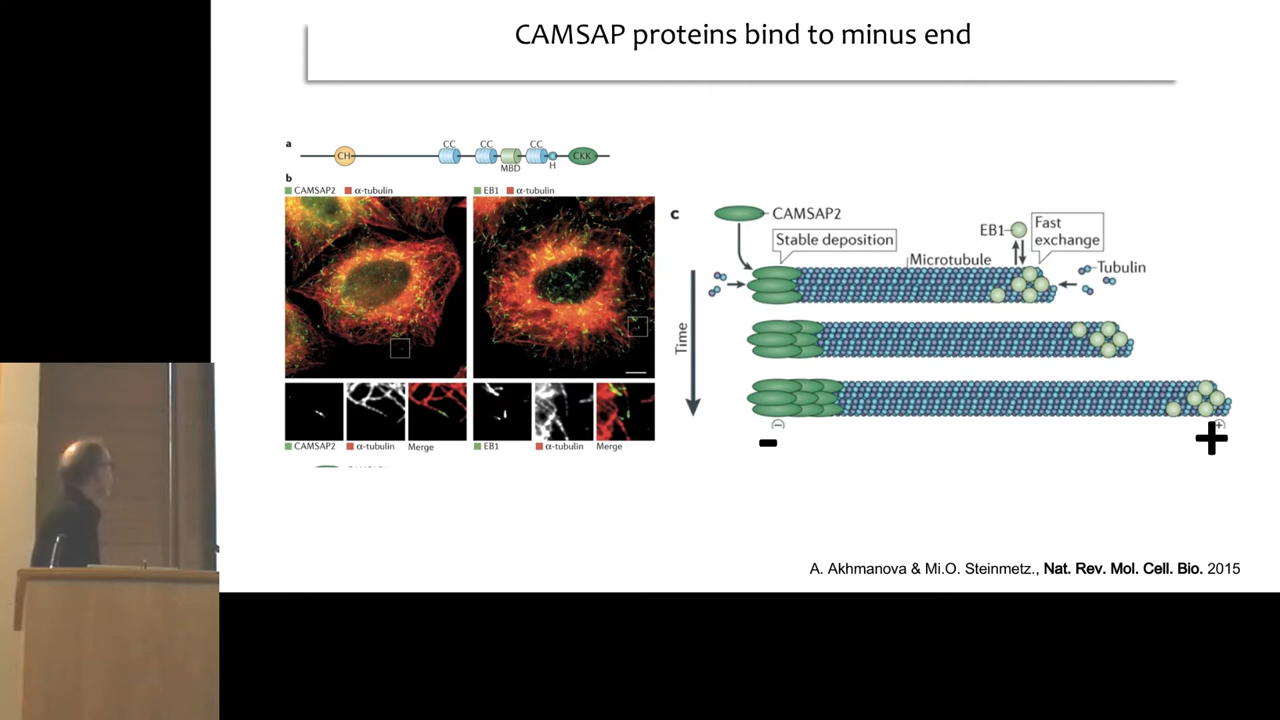 CAMSAP proteins bind to minus end
a
CH
CC
CC
MBD
CC
H
CKK
b
CAMSAP2 α-tubulin
EB1 α-tubulin
CAMSAP2 α-tubulin Merge
EB1 α-tubulin Merge
c
CAMSAP2
Stable deposition
EB1
Fast
exchange
Microtubule
Tubulin
Time
−
+
-
+
A. Akhmanova & Mi.O. Steinmetz., Nat. Rev. Mol. Cell. Bio. 2015